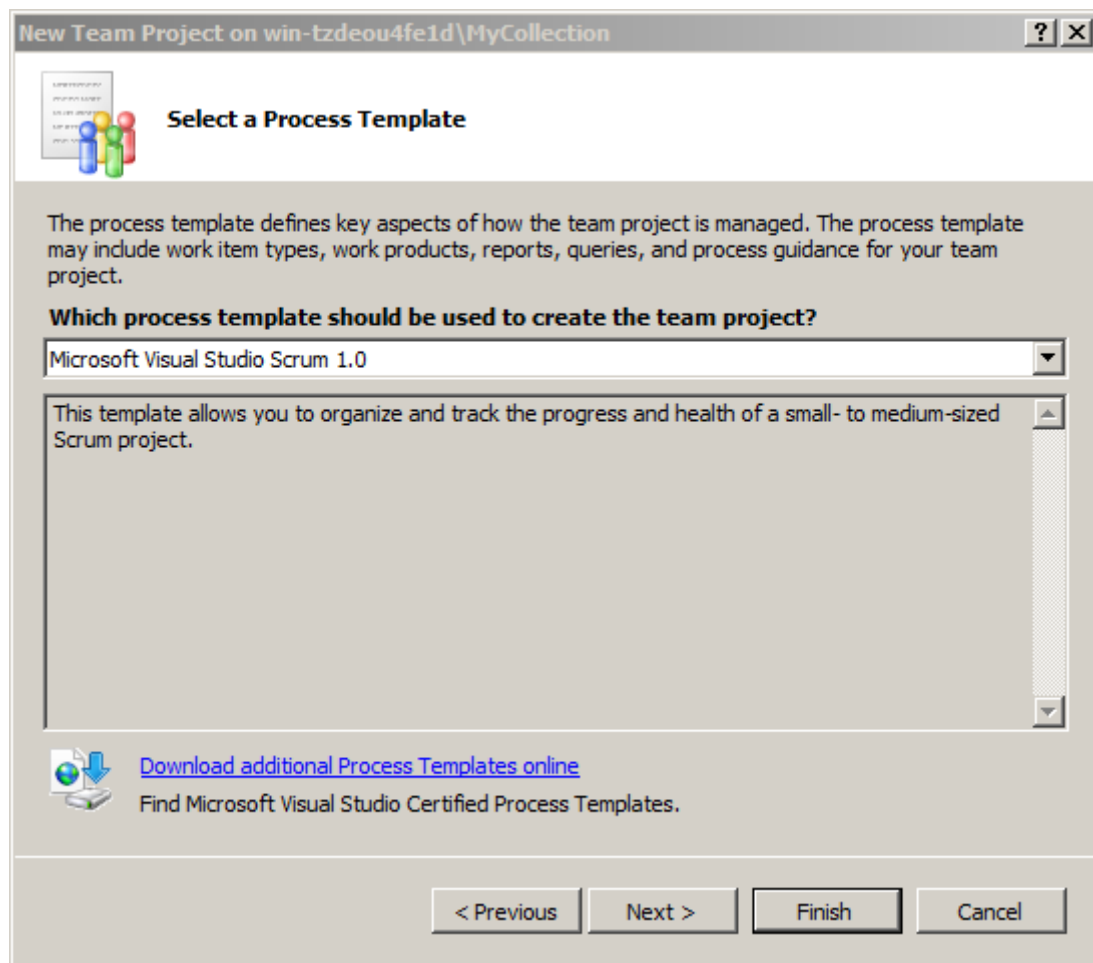 New Team Project on win-tzdeou4fe1d\MyCollection
Select a Process Template
The process template defines key aspects of how the team project is managed. The process template
may include work item types, work products, reports, queries, and process guidance for your team
project.
Which process template should be used to create the team project?
Microsoft Visual Studio Scrum 1.0
This template allows you to organize and track the progress and health of a small- to medium-sized
Scrum project.
Download additional Process Templates online
Find Microsoft Visual Studio Certified Process Templates.
< Previous Next > Finish Cancel